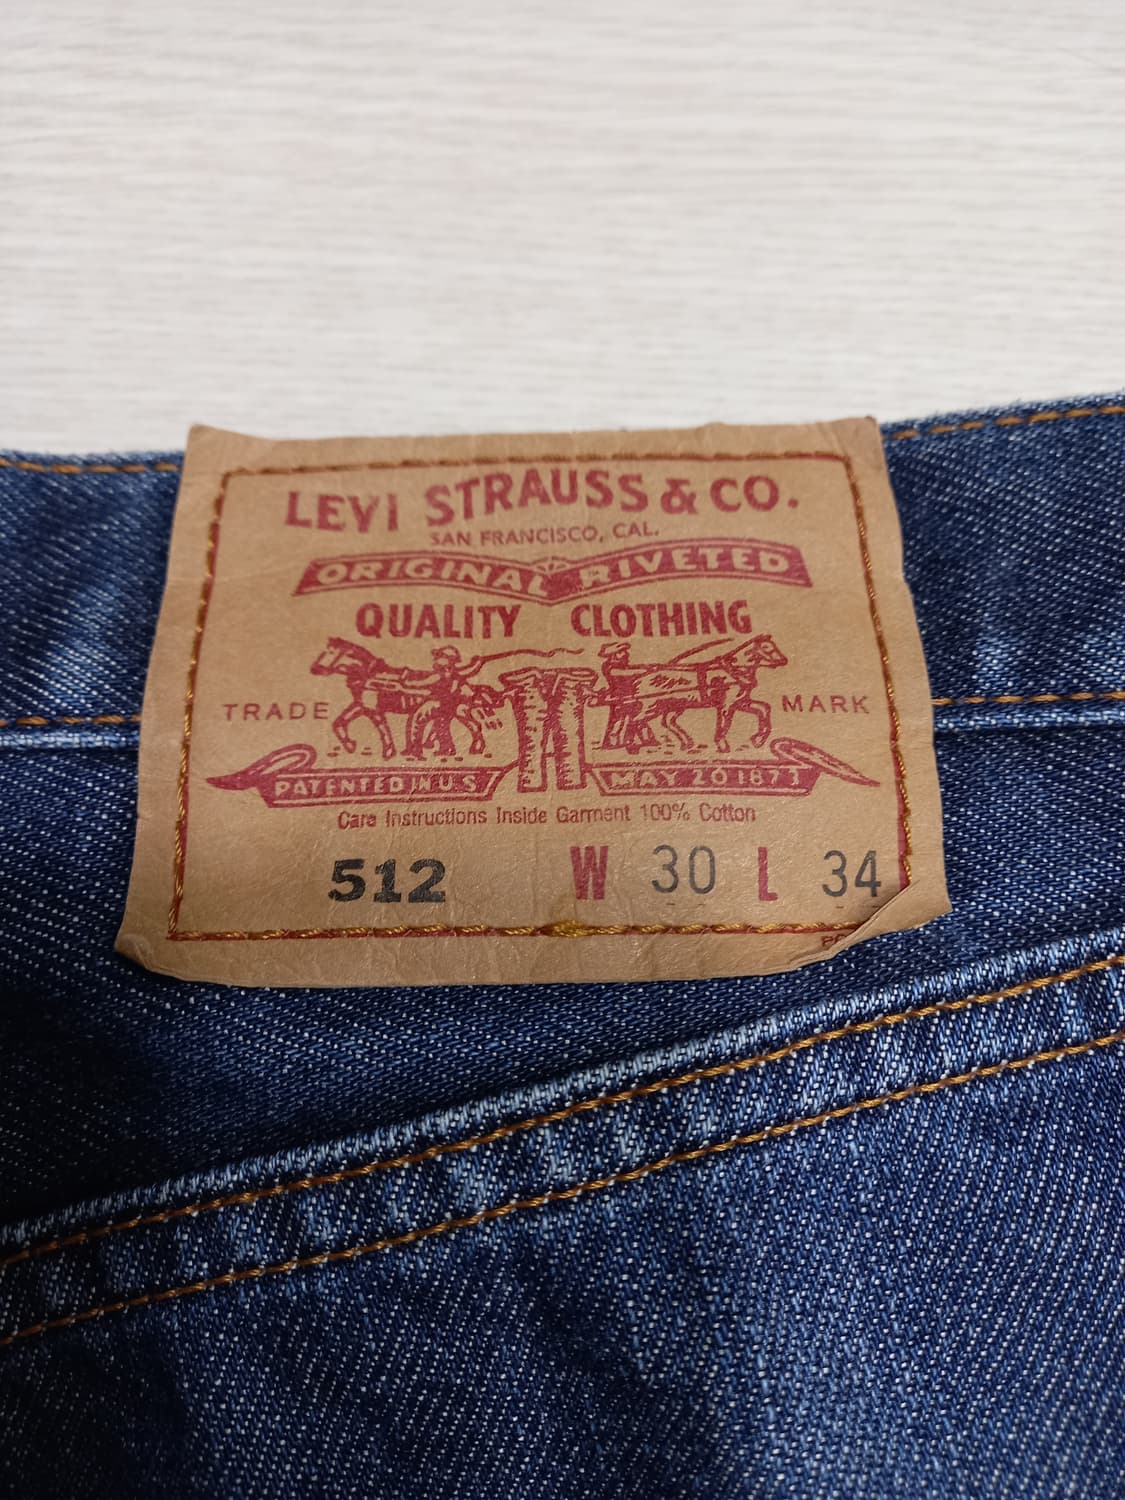 LEVI STRAUSS & CO.
SAN FRANCISCO, CAL.
ORIGINAL RIVETED
QUALITY CLOTHING
TRADE MARK
PATENTED IN U.S. MAY 20 1873
Care Instructions Inside Garment 100% Cotton
512 W 30 L 34